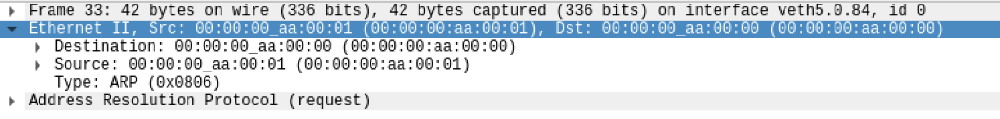 Frame 33: 42 bytes on wire (336 bits), 42 bytes captured (336 bits) on interface veth5.0.84, id 0
Ethernet II, Src: 00:00:00_aa:00:01 (00:00:00:aa:00:01), Dst: 00:00:00_aa:00:00 (00:00:00:aa:00:00)
Destination: 00:00:00_aa:00:00 (00:00:00:aa:00:00)
Source: 00:00:00_aa:00:01 (00:00:00:aa:00:01)
Type: ARP (0x0806)
Address Resolution Protocol (request)